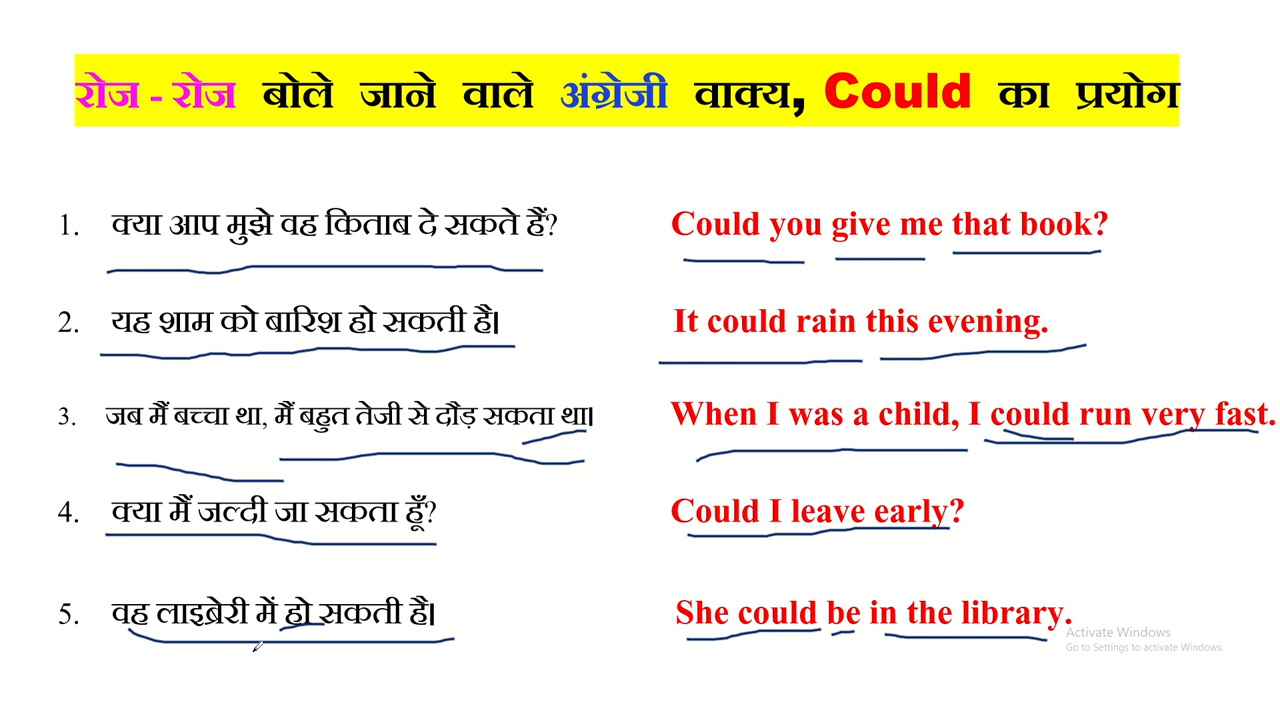 रोज - रोज बोले जाने वाले अंग्रेजी वाक्य, Could का प्रयोग
1. क्या आप मुझे वह किताब दे सकते हैं? Could you give me that book?
2. यह शाम को बारिश हो सकती है। It could rain this evening.
3. जब मैं बच्चा था, मैं बहुत तेजी से दौड़ सकता था। When I was a child, I could run very fast.
4. क्या मैं जल्दी जा सकता हूँ? Could I leave early?
5. वह लाइब्रेरी में हो सकती है। She could be in the library.
Activate Windows
Go to Settings to activate Windows.